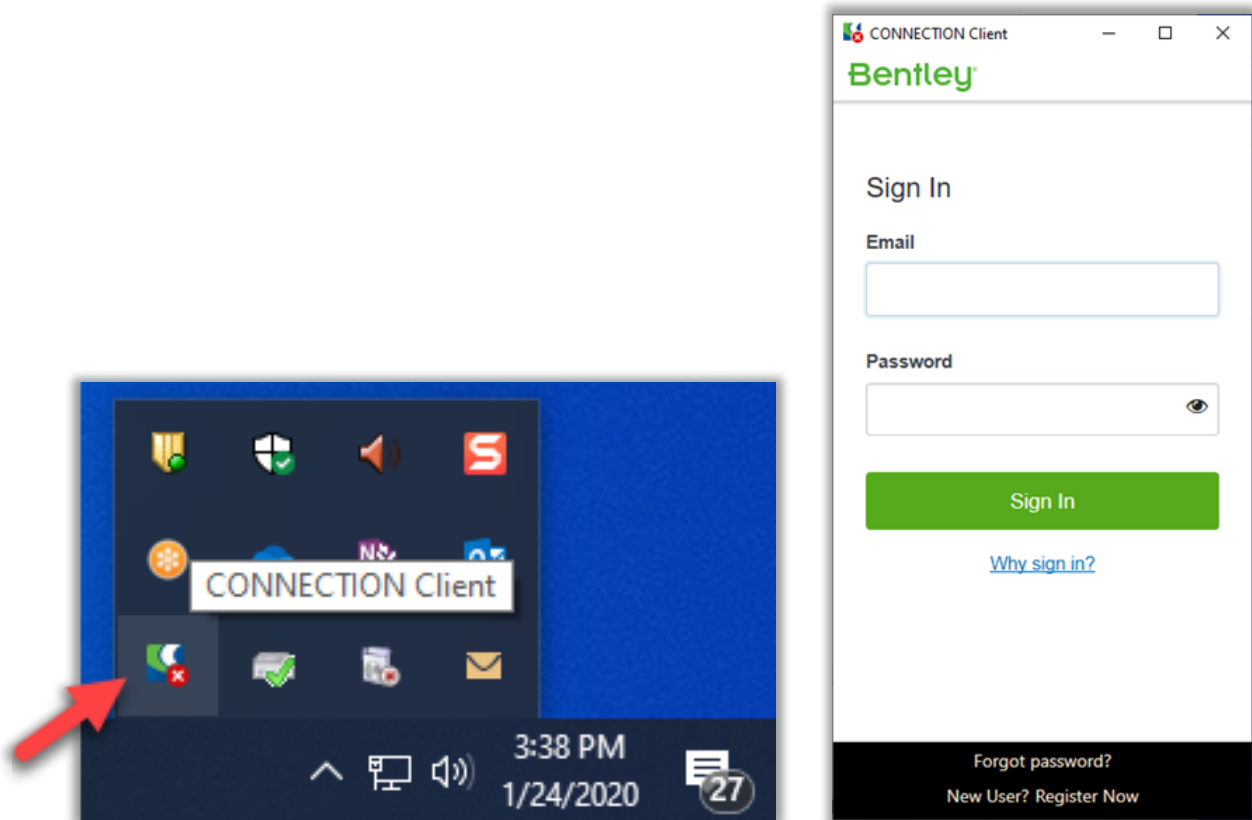 CONNECTION Client
3:38 PM
1/24/2020
27
CONNECTION Client
Bentley
Sign In
Email
Password
Sign In
Why sign in?
Forgot password?
New User? Register Now